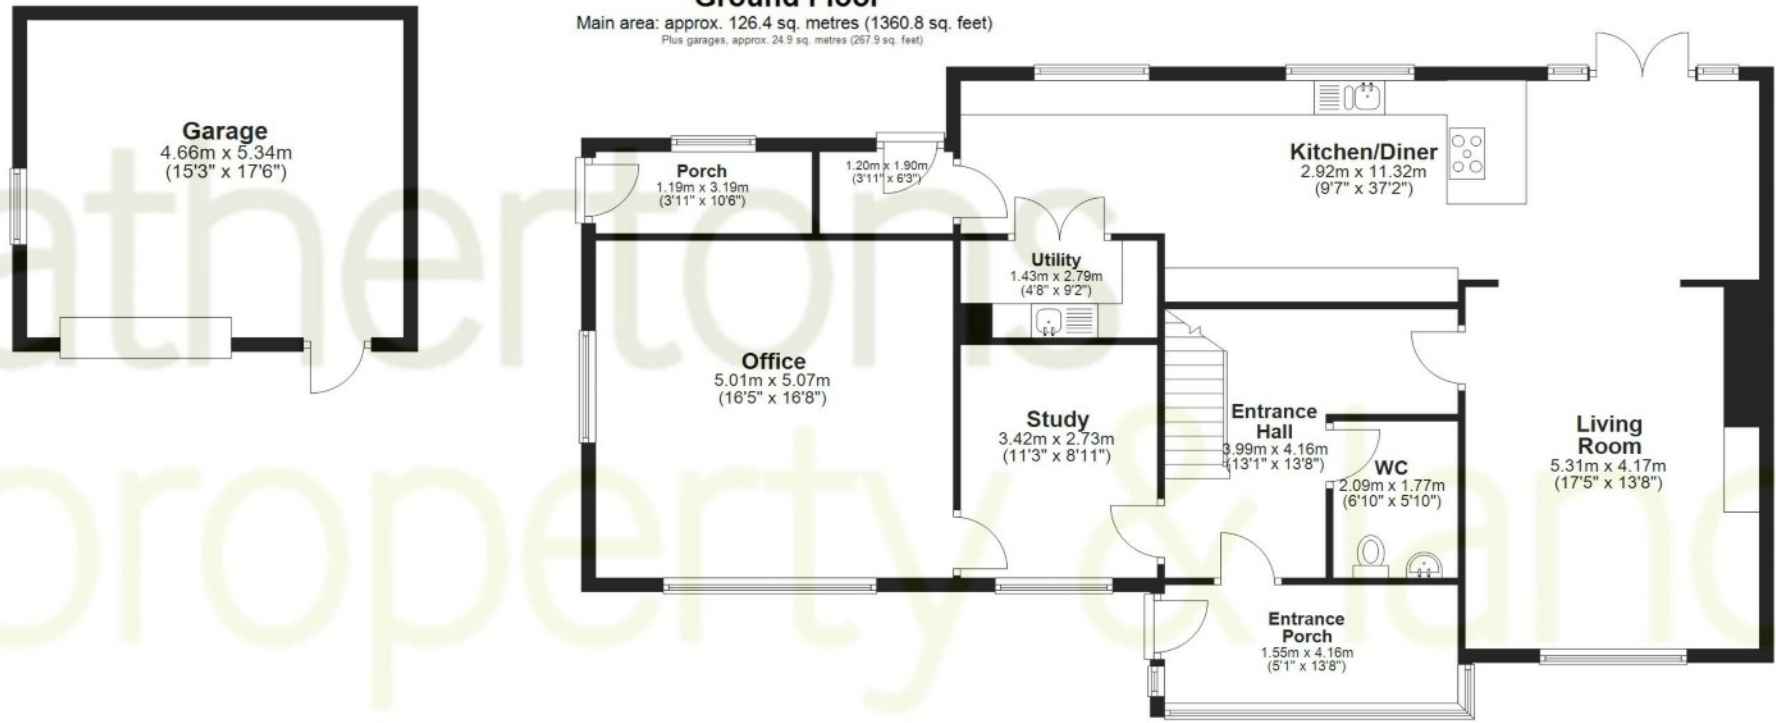 Ground Floor
Main area: approx. 126.4 sq. metres (1360.8 sq. feet)
Plus garages, approx. 24.9 sq. metres (267.9 sq. feet)
Garage
4.66m x 5.34m
(15'3" x 17'6")
Porch
1.19m x 3.19m
(3'11" x 10'6")
1.20m x 1.90m
(3'11" x 6'3")
Kitchen/Diner
2.92m x 11.32m
(9'7" x 37'2")
Utility
1.43m x 2.79m
(4'8" x 9'2")
Office
5.01m x 5.07m
(16'5" x 16'8")
Study
3.42m x 2.73m
(11'3" x 8'11")
Entrance
Hall
3.99m x 4.16m
(13'1" x 13'8")
WC
2.09m x 1.77m
(6'10" x 5'10")
Living
Room
5.31m x 4.17m
(17'5" x 13'8")
Entrance
Porch
1.55m x 4.16m
(5'1" x 13'8")
athertons
property & land